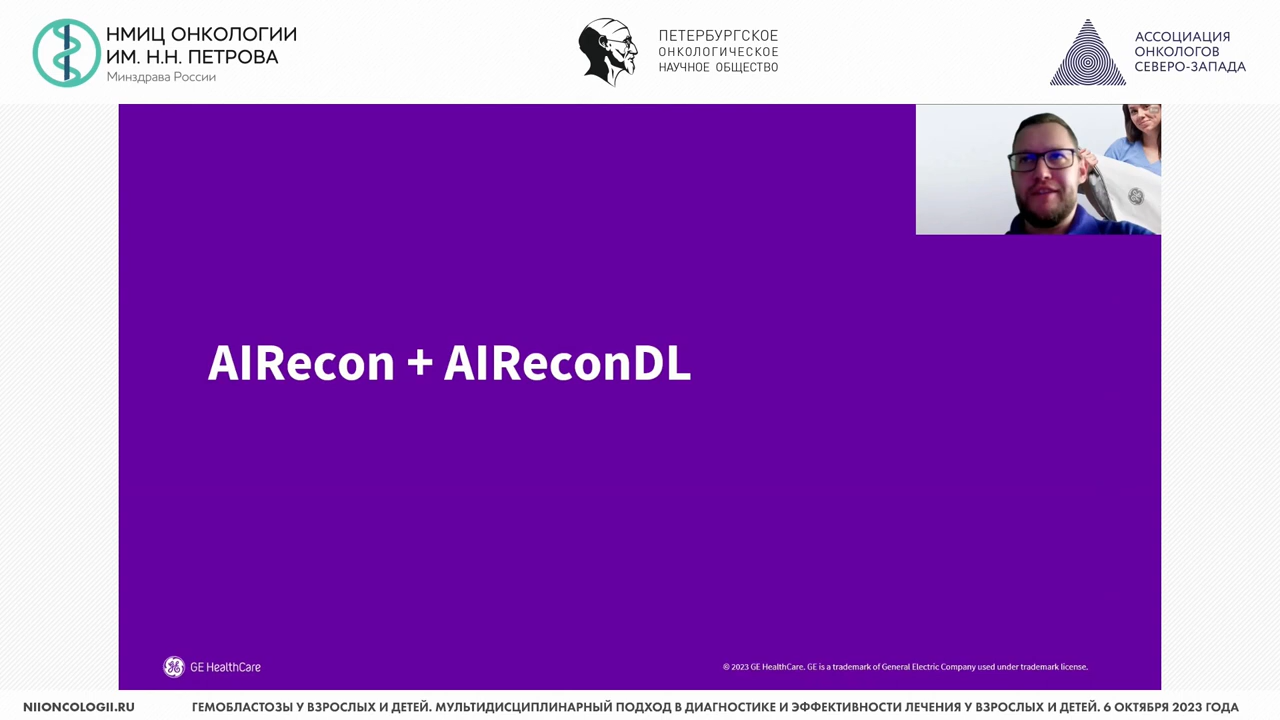 НМИЦ ОНКОЛОГИИ
ИМ. Н.Н. ПЕТРОВА
Минздрава России
ПЕТЕРБУРГСКОЕ
ОНКОЛОГИЧЕСКОЕ
НАУЧНОЕ ОБЩЕСТВО
АССОЦИАЦИЯ
ОНКОЛОГОВ
СЕВЕРО-ЗАПАДА
AIRecon + AIReconDL
GE HealthCare
© 2023 GE HealthCare. GE is a trademark of General Electric Company used under trademark license.
NIIONCOLOGII.RU
ГЕМОБЛАСТОЗЫ У ВЗРОСЛЫХ И ДЕТЕЙ. МУЛЬТИДИСЦИПЛИНАРНЫЙ ПОДХОД В ДИАГНОСТИКЕ И ЭФФЕКТИВНОСТИ ЛЕЧЕНИЯ У ВЗРОСЛЫХ И ДЕТЕЙ. 6 ОКТЯБРЯ 2023 ГОДА